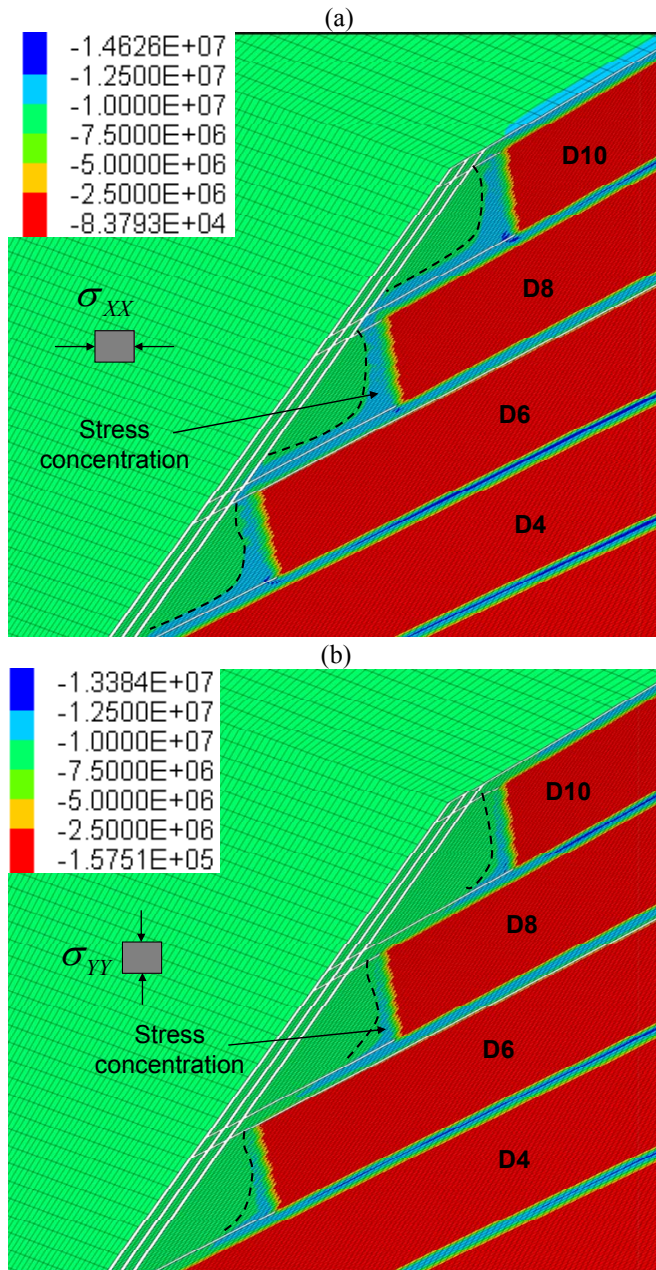 (a)
-1.4626E+07
-1.2500E+07
-1.0000E+07
-7.5000E+06
-5.0000E+06
-2.5000E+06
-8.3793E+04
D10
D8
σXX
D6
Stress
concentration
D4
(b)
-1.3384E+07
-1.2500E+07
-1.0000E+07
-7.5000E+06
-5.0000E+06
-2.5000E+06
-1.5751E+05
D10
D8
σYY
Stress
concentration
D6
D4